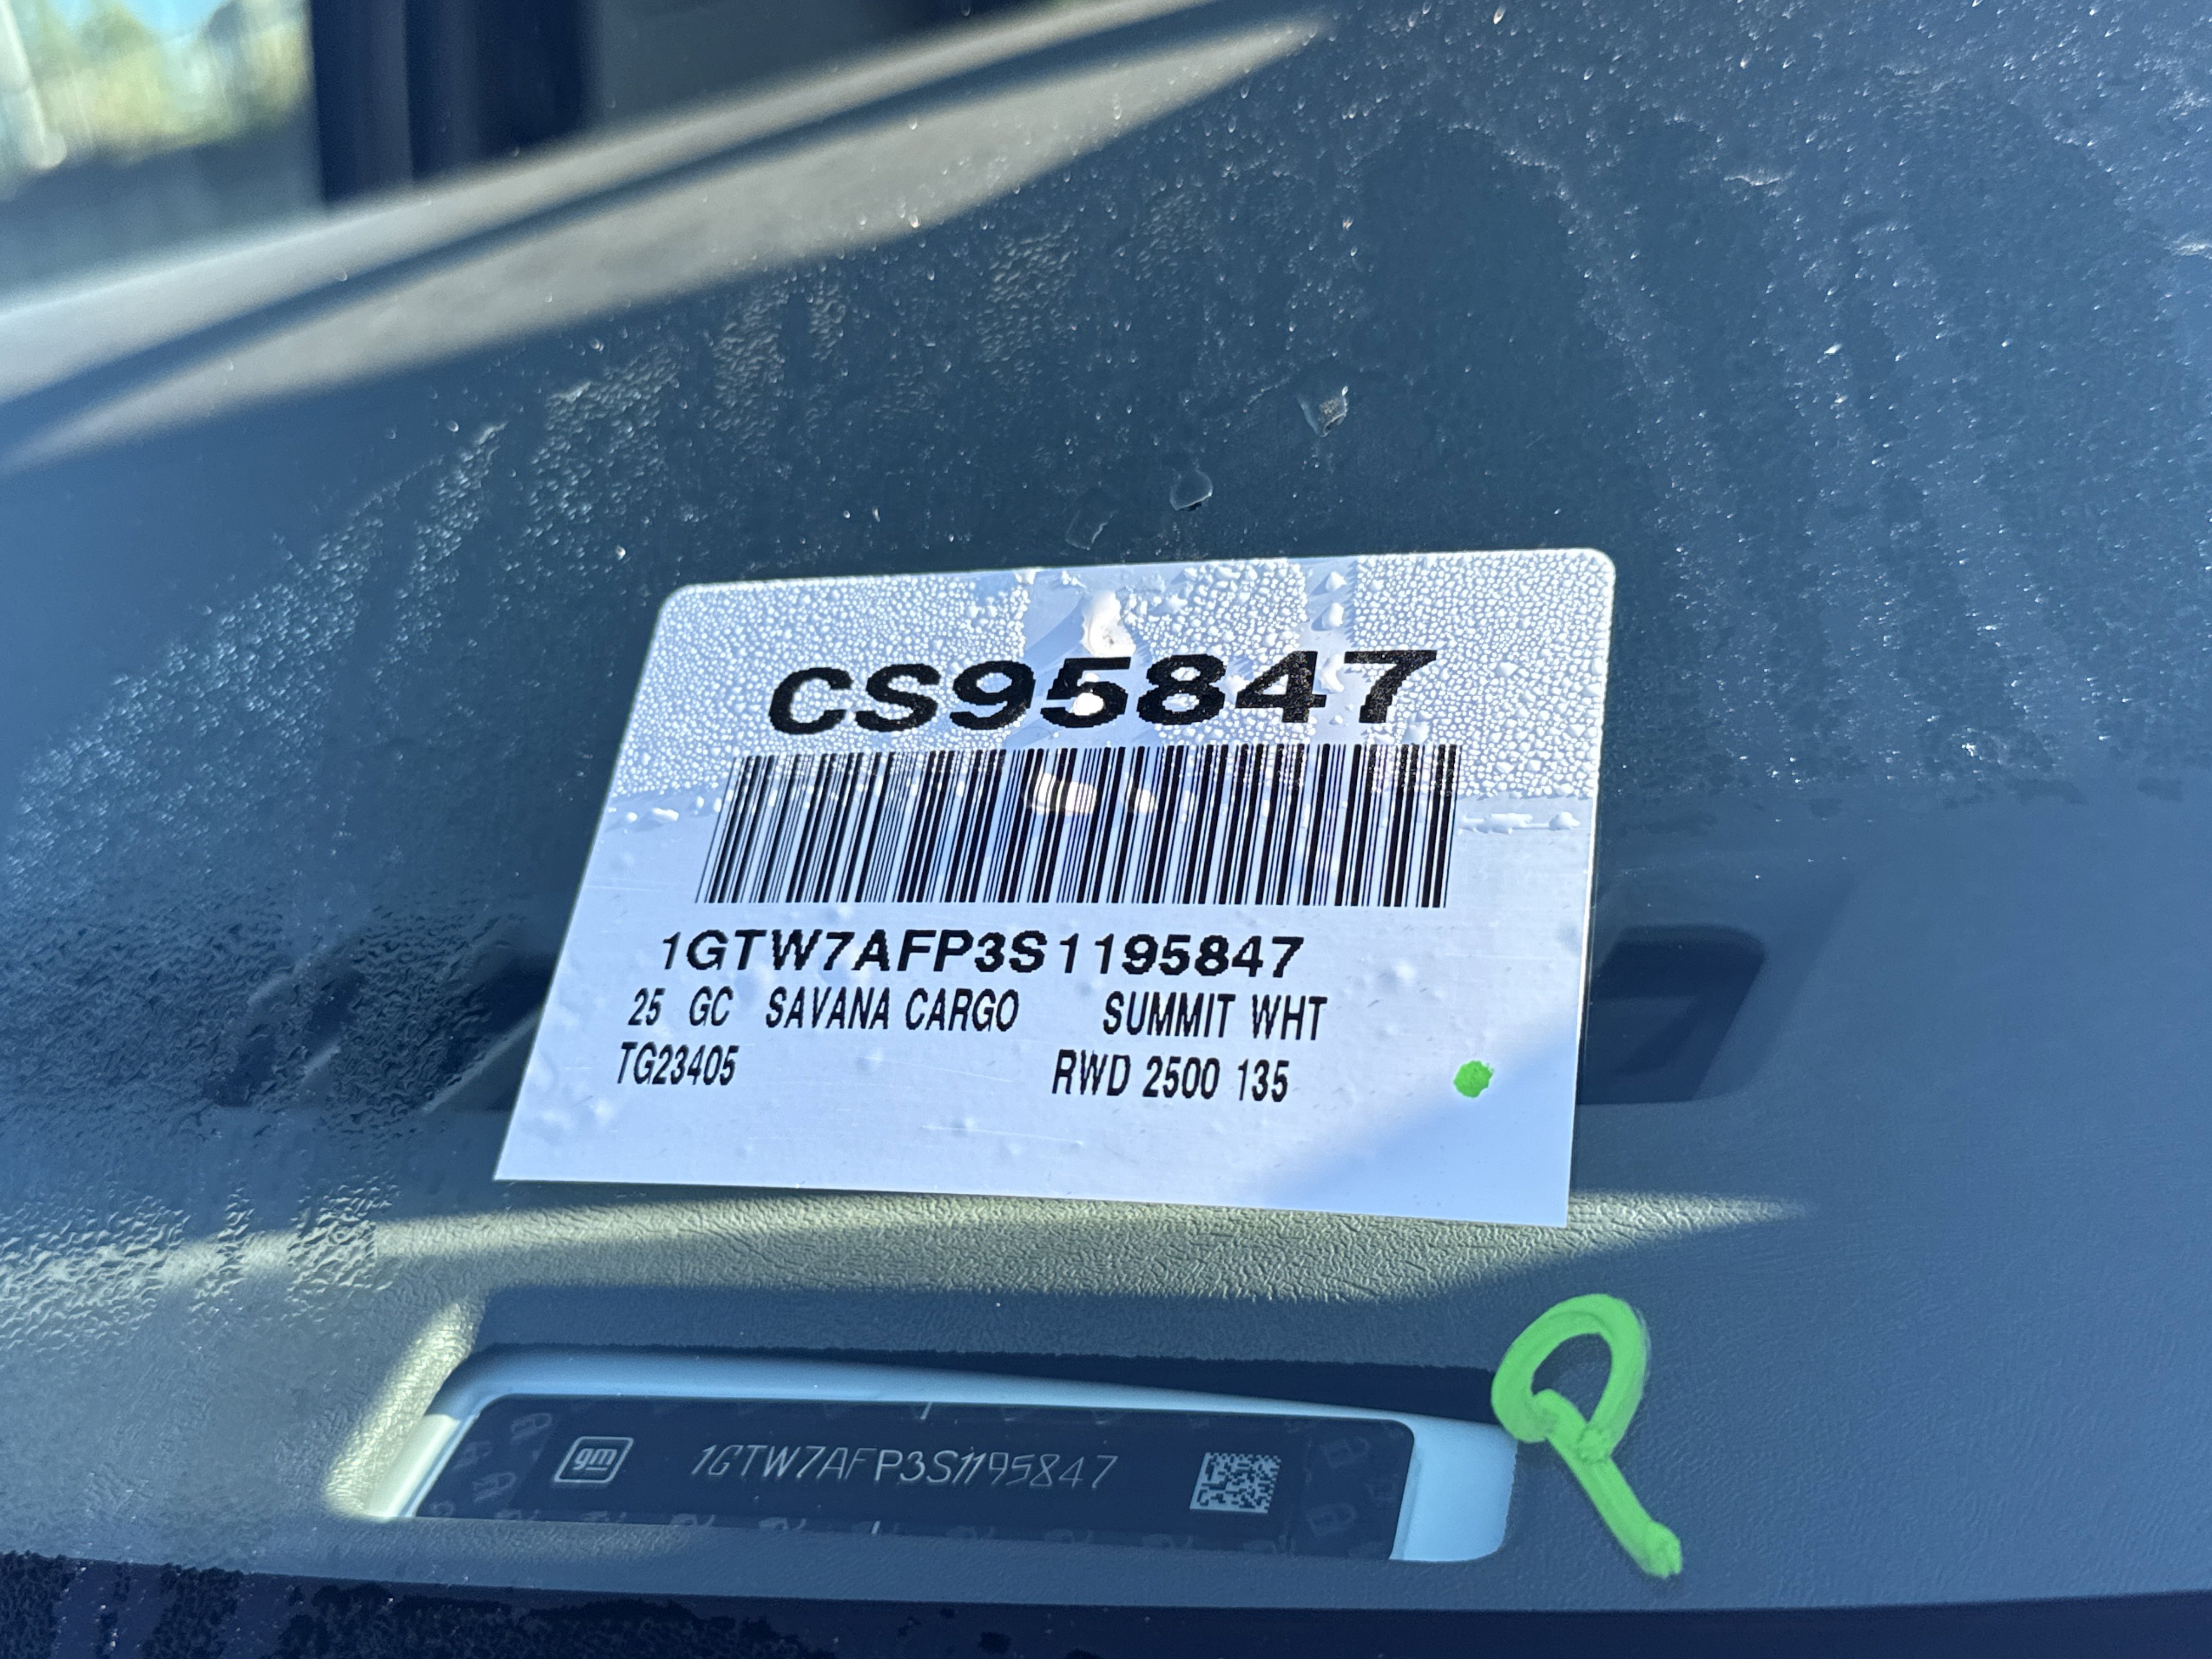 CS95847
1GTW7AFP3S1195847
25 GC SAVANA CARGO SUMMIT WHT
TG23405 RWD 2500 135
gm 1GTW7AFP3S1195847
Q